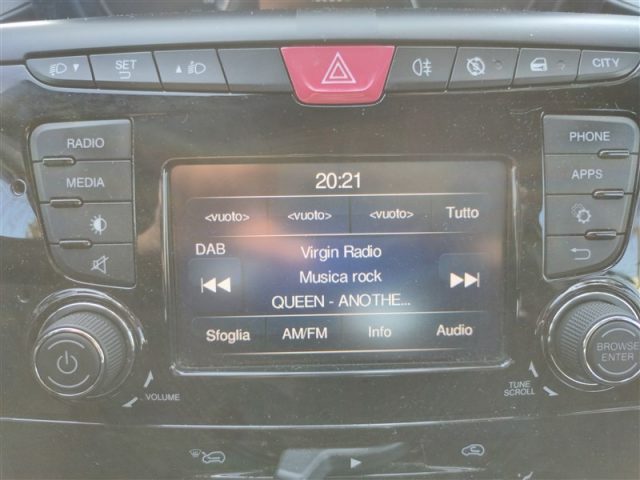 SET
CITY
RADIO
MEDIA
PHONE
APPS
20:21
<vuoto> <vuoto> <vuoto> Tutto
DAB
Virgin Radio
Musica rock
QUEEN - ANOTHE...
Sfoglia AM/FM Info Audio
VOLUME
BROWSE
ENTER
TUNE
SCROLL